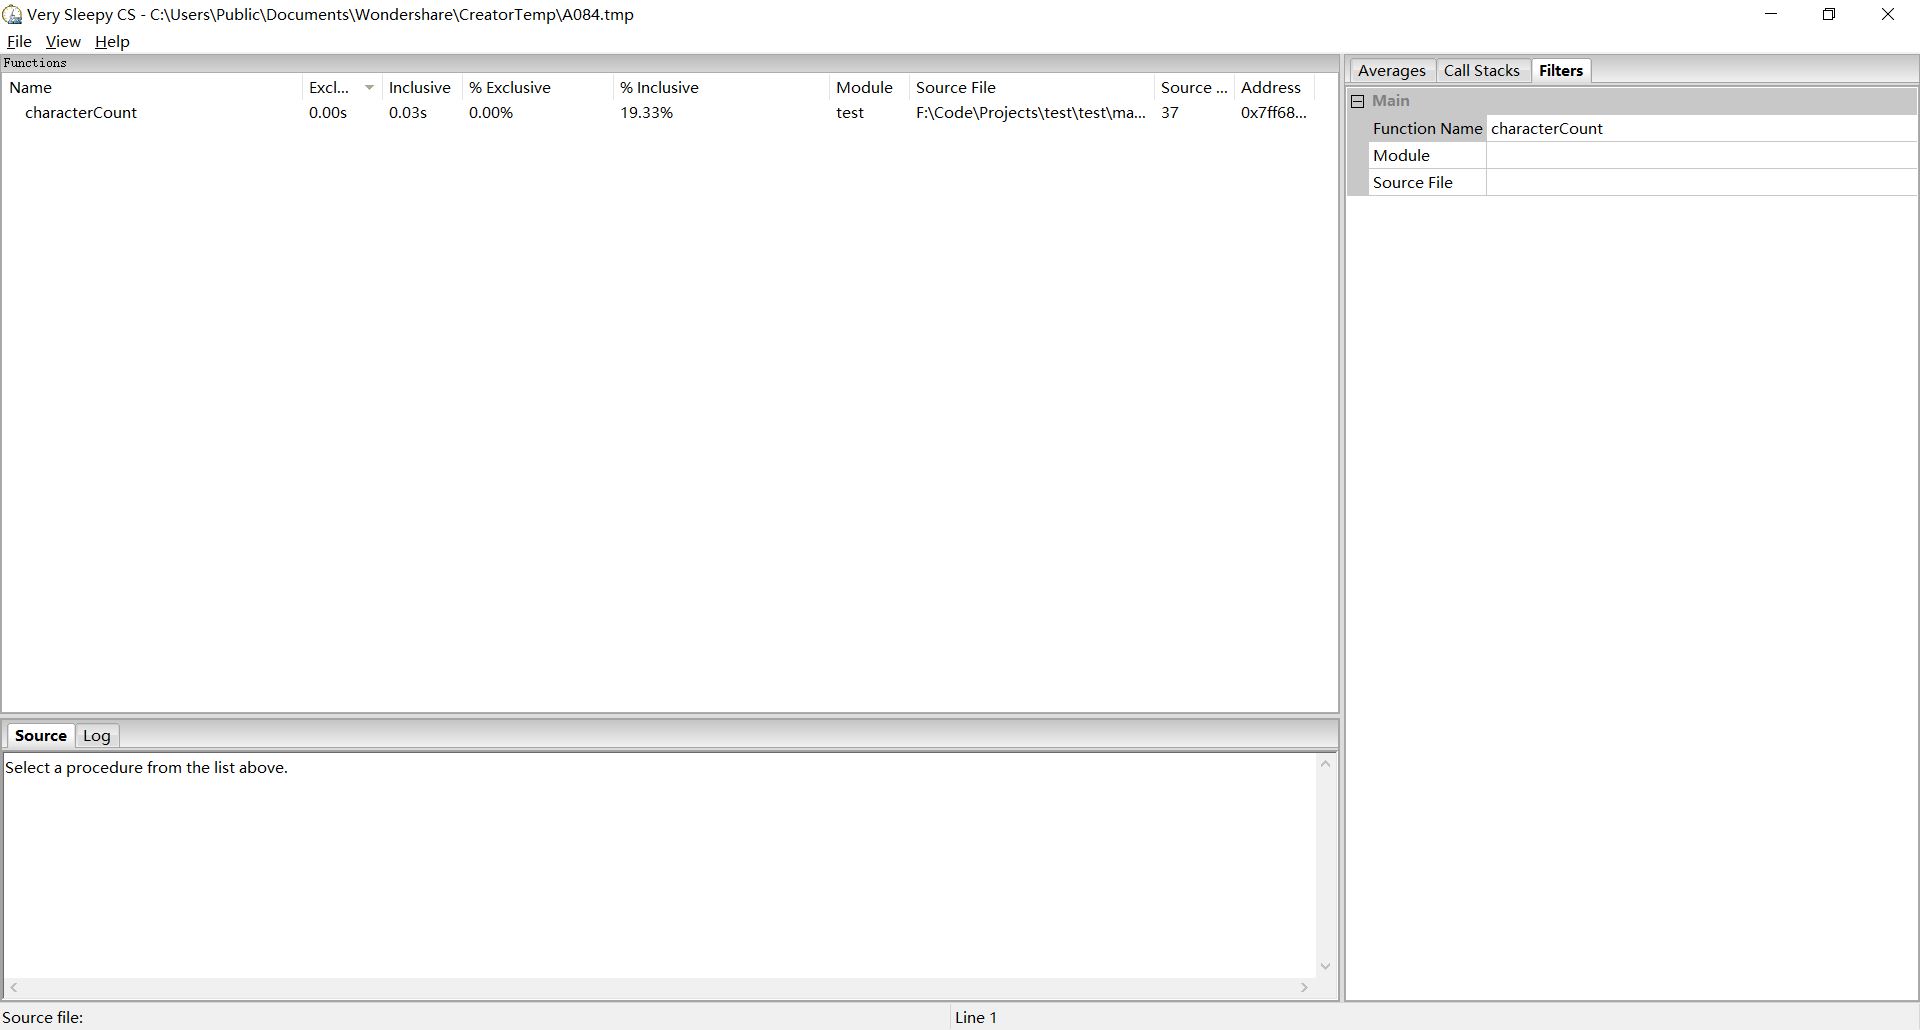 Very Sleepy CS - C:\Users\Public\Documents\Wondershare\CreatorTemp\A084.tmp
File View Help
Functions
Name Excl... Inclusive % Exclusive % Inclusive Module Source File Source ... Address
characterCount 0.00s 0.03s 0.00% 19.33% test F:\Code\Projects\test\test\ma... 37 0x7ff68...
Averages Call Stacks Filters
Main
Function Name characterCount
Module
Source File
Source Log
Select a procedure from the list above.
Source file: Line 1